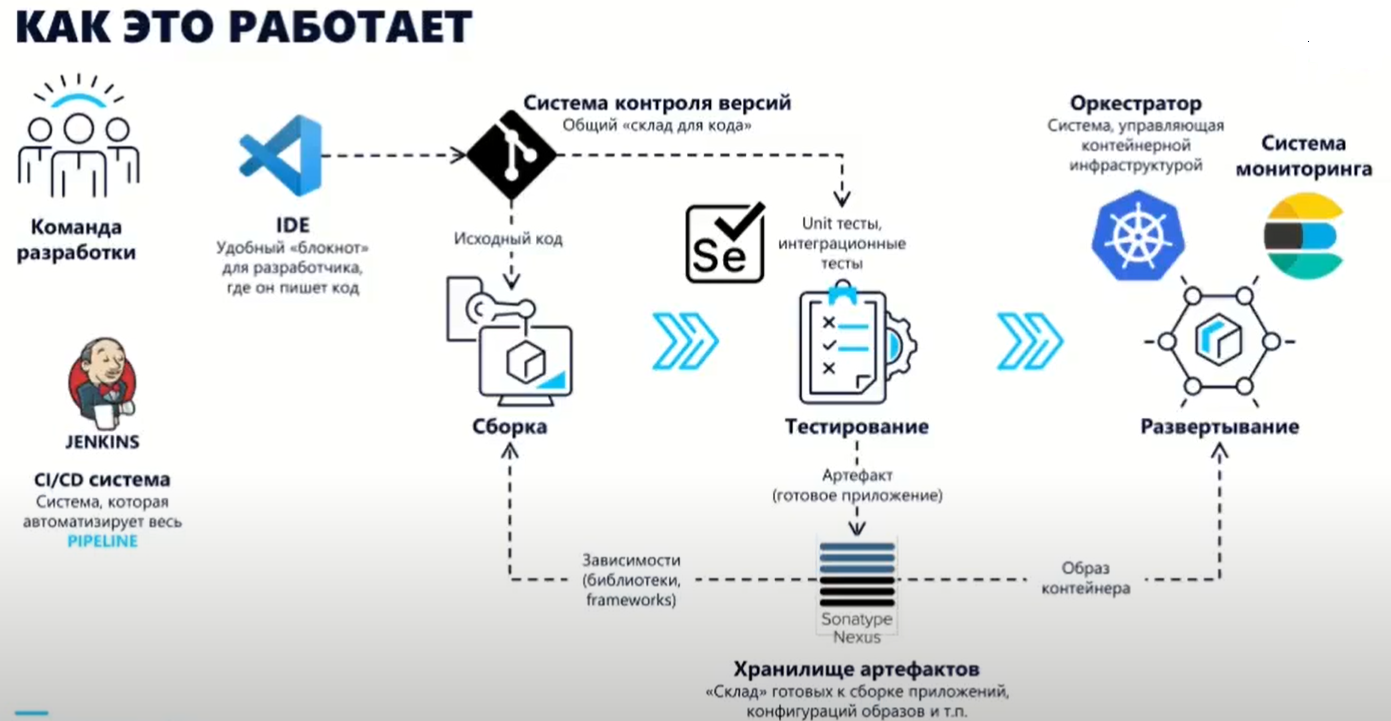 КАК ЭТО РАБОТАЕТ
Команда
разработки
IDE
Удобный «блокнот»
для разработчика,
где он пишет код
Система контроля версий
Общий «склад для кода»
Исходный код
Se
Unit тесты,
интеграционные
тесты
Оркестратор
Система, управляющая
контейнерной
инфраструктурой
Система
мониторинга
JENKINS
CI/CD система
Система, которая
автоматизирует весь
PIPELINE
Сборка
Тестирование
Развертывание
Артефакт
(готовое приложение)
Зависимости
(библиотеки,
frameworks)
Образ
контейнера
Sonatype
Nexus
Хранилище артефактов
«Склад» готовых к сборке приложений,
конфигураций образов и т.п.